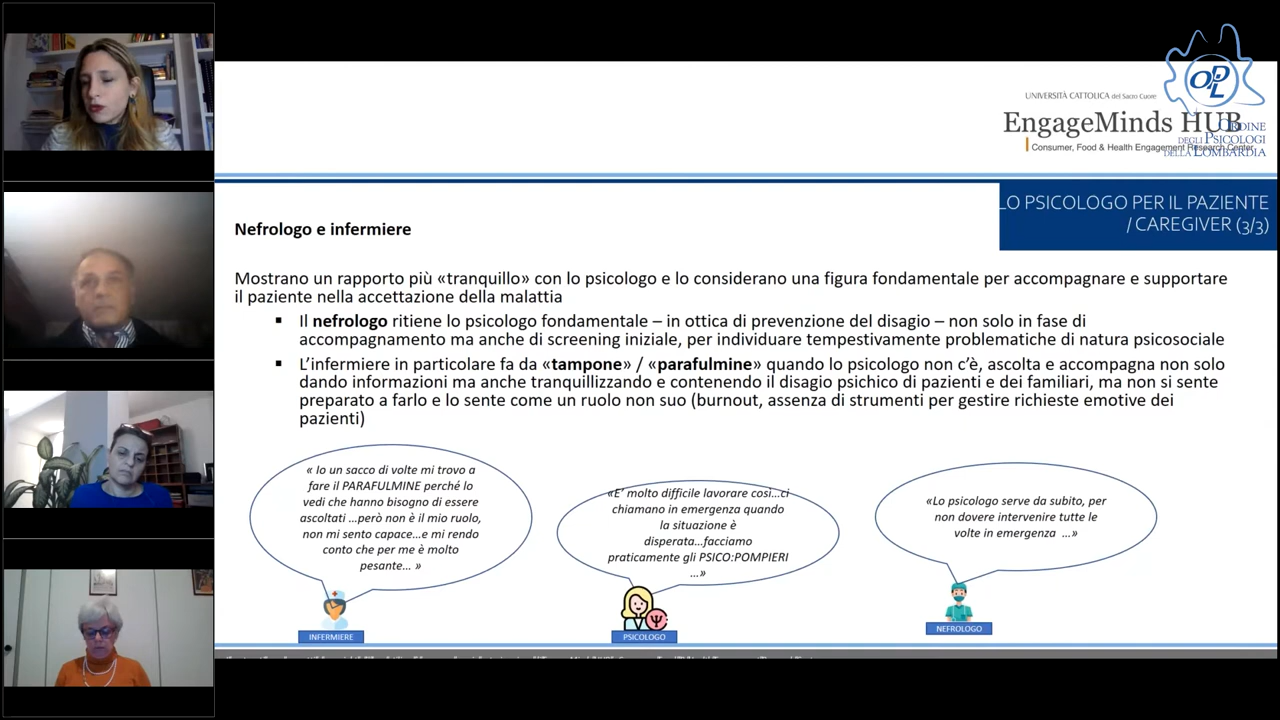 UNIVERSITÀ CATTOLICA del Sacro Cuore
EngageMinds HUB
Consumer, Food & Health Engagement Research Center
OPL
ORDINE
DEGLI PSICOLOGI
DELLA LOMBARDIA
LO PSICOLOGO PER IL PAZIENTE
/ CAREGIVER (3/3)
Nefrologo e infermiere
Mostrano un rapporto più «tranquillo» con lo psicologo e lo considerano una figura fondamentale per accompagnare e supportare
il paziente nella accettazione della malattia
▪ Il nefrologo ritiene lo psicologo fondamentale – in ottica di prevenzione del disagio – non solo in fase di
accompagnamento ma anche di screening iniziale, per individuare tempestivamente problematiche di natura psicosociale
▪ L’infermiere in particolare fa da «tampone» / «parafulmine» quando lo psicologo non c’è, ascolta e accompagna non solo
dando informazioni ma anche tranquillizzando e contenendo il disagio psichico di pazienti e dei familiari, ma non si sente
preparato a farlo e lo sente come un ruolo non suo (burnout, assenza di strumenti per gestire richieste emotive dei
pazienti)
« Io un sacco di volte mi trovo a
fare il PARAFULMINE perché lo
vedi che hanno bisogno di essere
ascoltati ...però non è il mio ruolo,
non mi sento capace...e mi rendo
conto che per me è molto
pesante... »
INFERMIERE
«E’ molto difficile lavorare così...ci
chiamano in emergenza quando
la situazione è
disperata...facciamo
praticamente gli PSICO:POMPIERI
...»
PSICOLOGO
«Lo psicologo serve da subito, per
non dovere intervenire tutte le
volte in emergenza ...»
NEFROLOGO